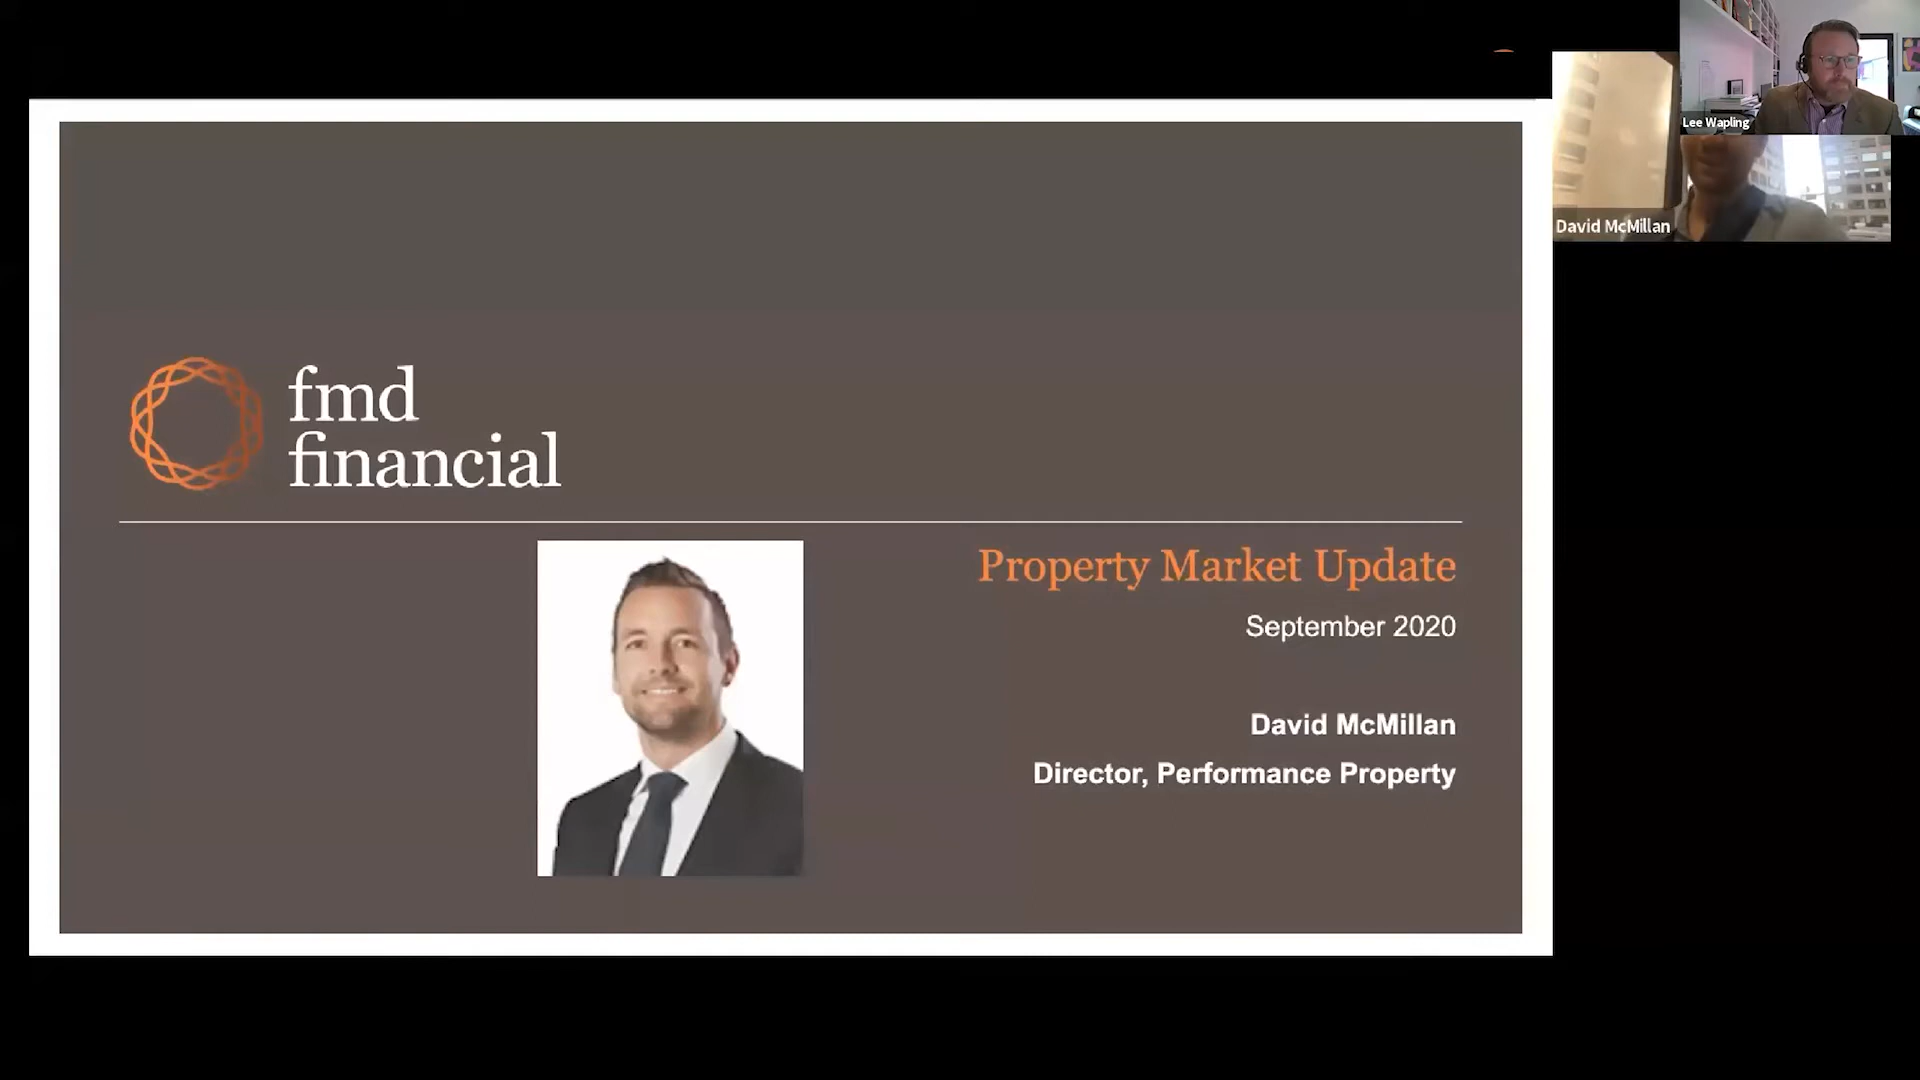 Lee Wapling
David McMillan
fmd
financial
Property Market Update
September 2020
David McMillan
Director, Performance Property